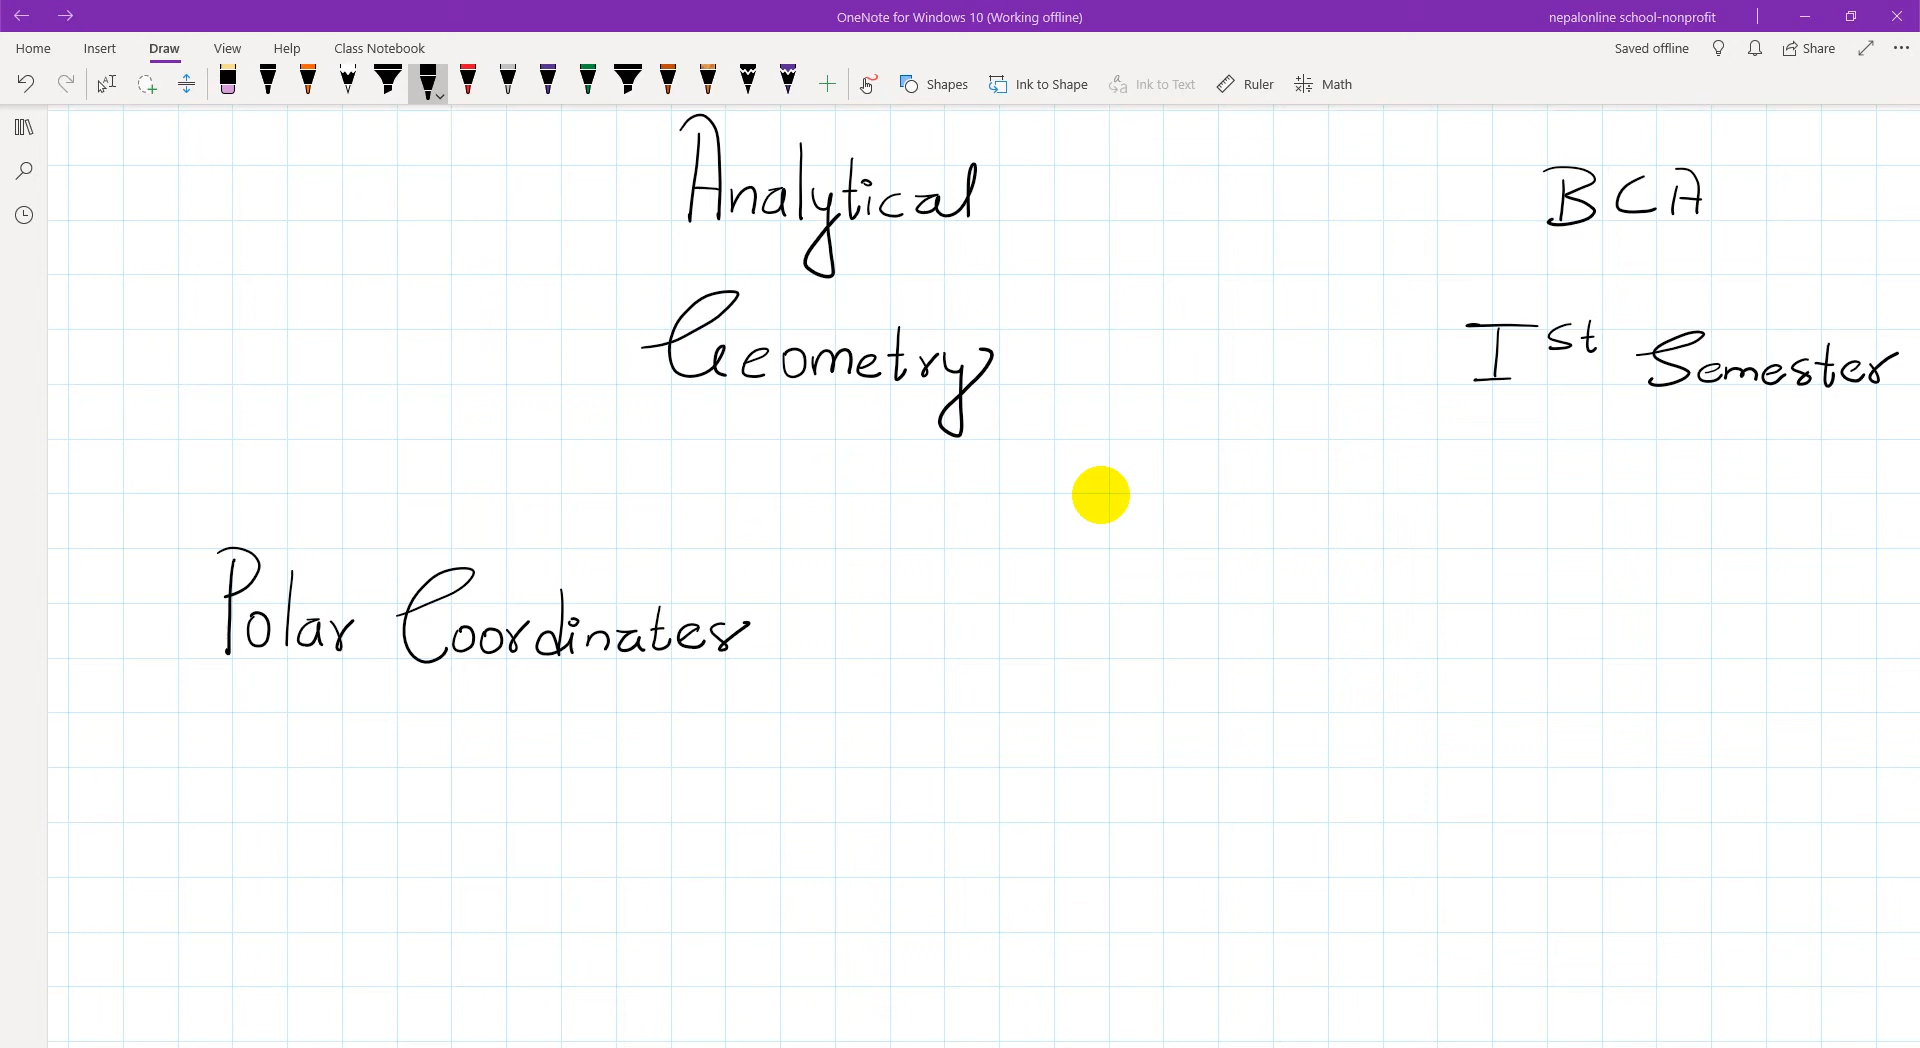 OneNote for Windows 10 (Working offline)
nepalonline school-nonprofit
Home Insert Draw View Help Class Notebook
Saved offline Share
Shapes Ink to Shape Ink to Text Ruler Math
Analytical
Geometry
BCA
Ist Semester
Polar Coordinates